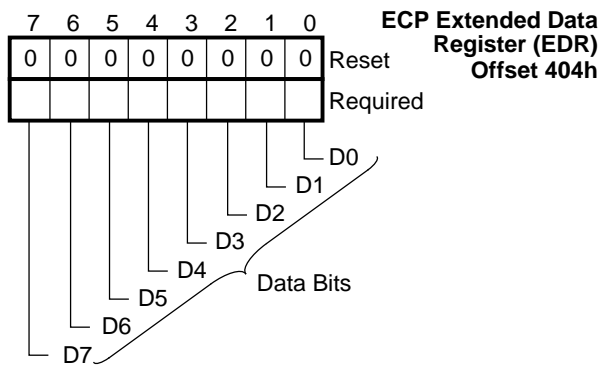 7 6 5 4 3 2 1 0
ECP Extended Data
Register (EDR)
Offset 404h
0 0 0 0 0 0 0 0 Reset
Required
D0
D1
D2
D3
D4
Data Bits
D5
D6
D7